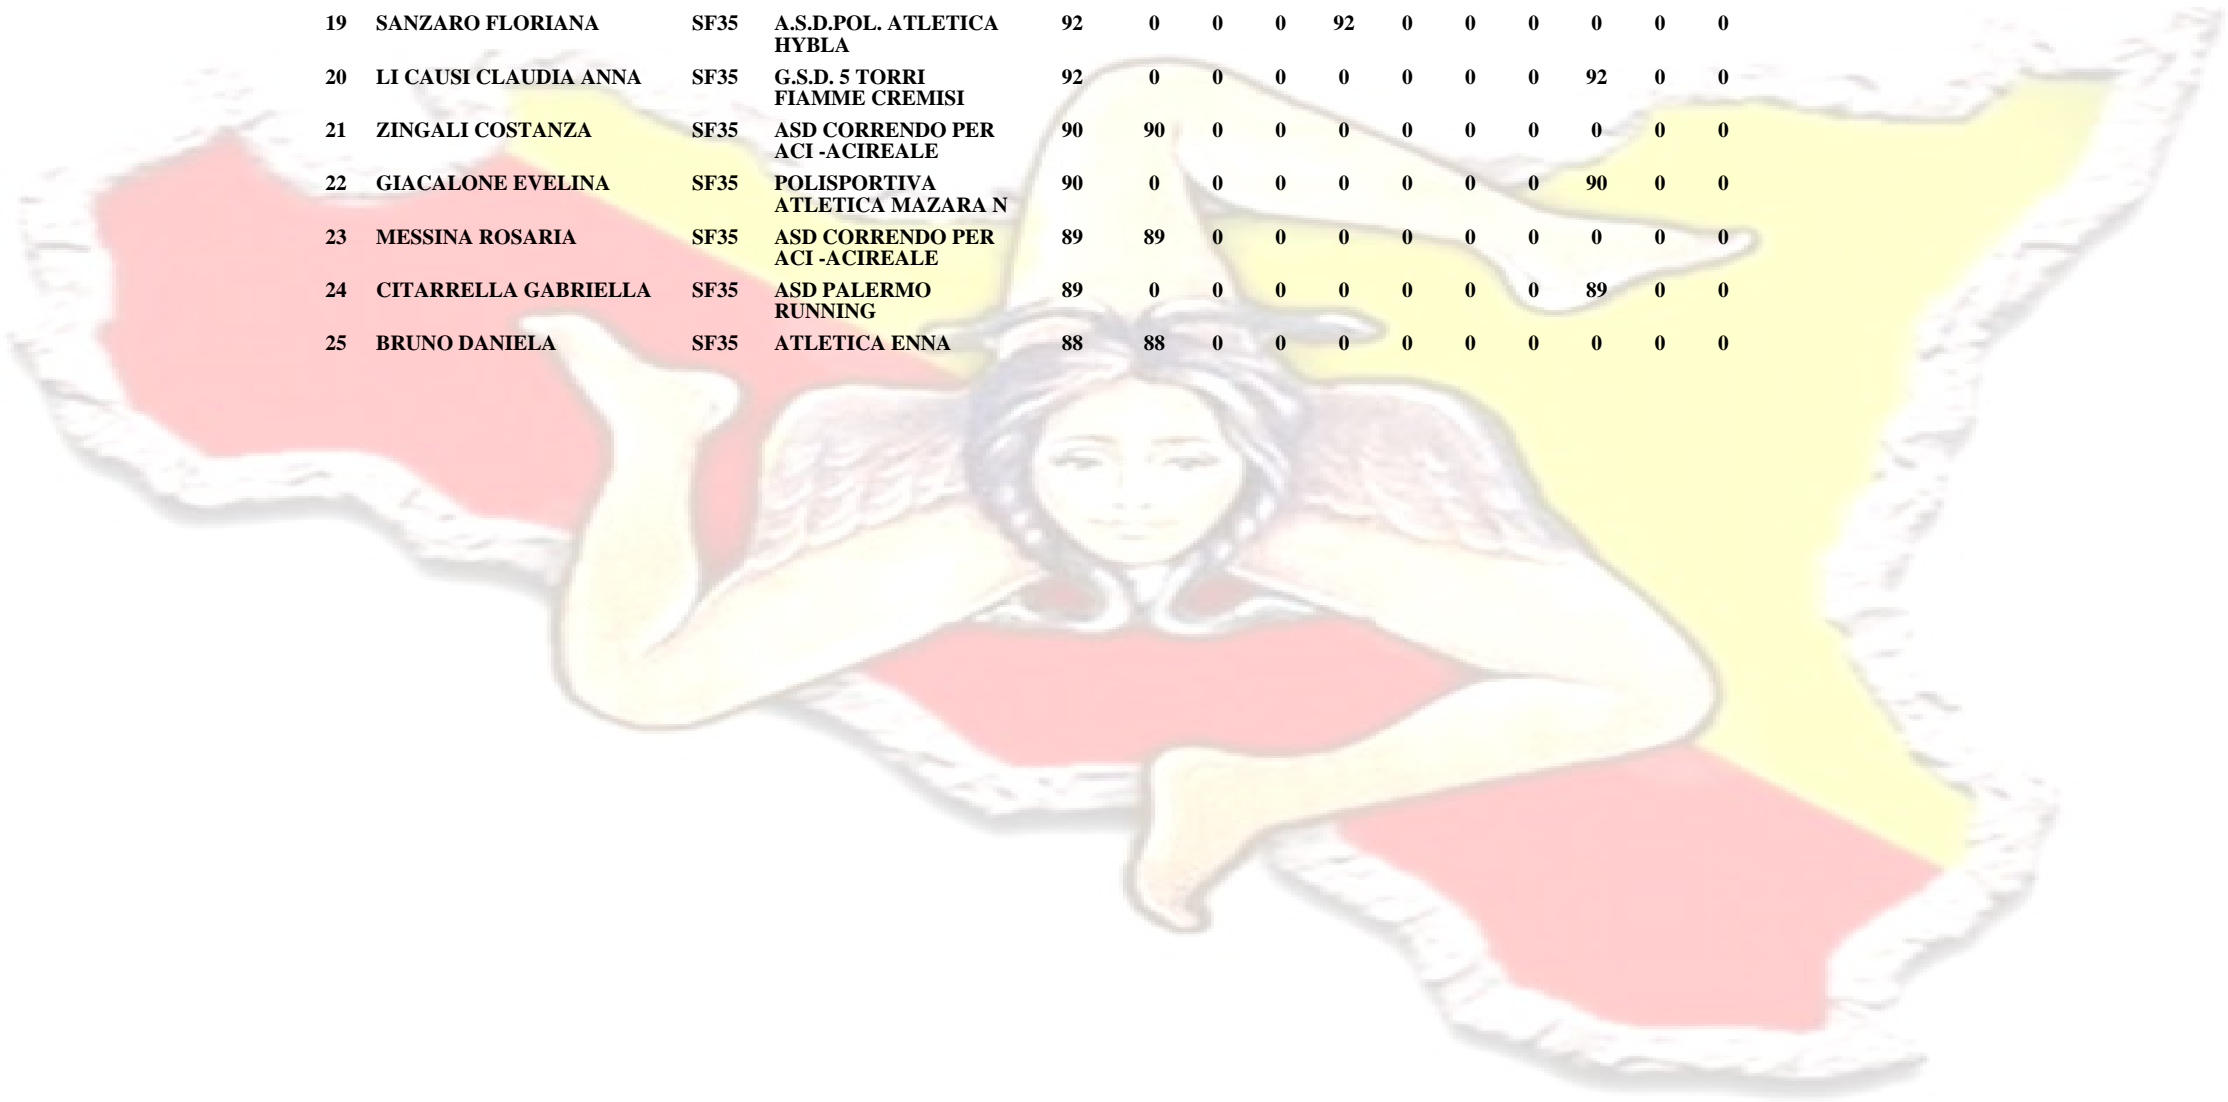 19 SANZARO FLORIANA SF35 A.S.D.POL. ATLETICA 92 0 0 0 92 0 0 0 0 0 0
HYBLA
20 LI CAUSI CLAUDIA ANNA SF35 G.S.D. 5 TORRI 92 0 0 0 0 0 0 0 92 0 0
FIAMME CREMISI
21 ZINGALI COSTANZA SF35 ASD CORRENDO PER 90 90 0 0 0 0 0 0 0 0 0
ACI -ACIREALE
22 GIACALONE EVELINA SF35 POLISPORTIVA 90 0 0 0 0 0 0 0 90 0 0
ATLETICA MAZARA N
23 MESSINA ROSARIA SF35 ASD CORRENDO PER 89 89 0 0 0 0 0 0 0 0 0
ACI -ACIREALE
24 CITARRELLA GABRIELLA SF35 ASD PALERMO 89 0 0 0 0 0 0 0 89 0 0
RUNNING
25 BRUNO DANIELA SF35 ATLETICA ENNA 88 88 0 0 0 0 0 0 0 0 0